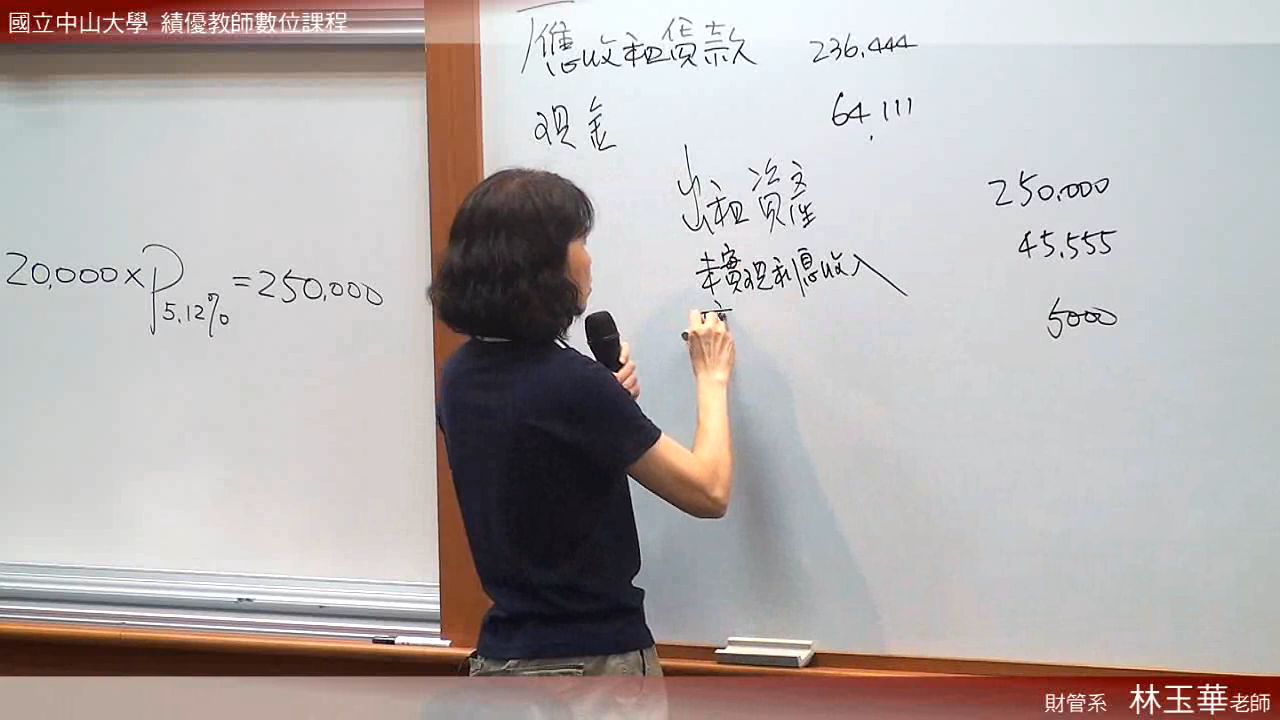 國立中山大學 績優教師數位課程
應收租賃款 236,444
現金 64,111
出租資產 250,000
未實現利息收入 45,555
5000
20,000×P5.12%=250,000
財管系 林玉華老師